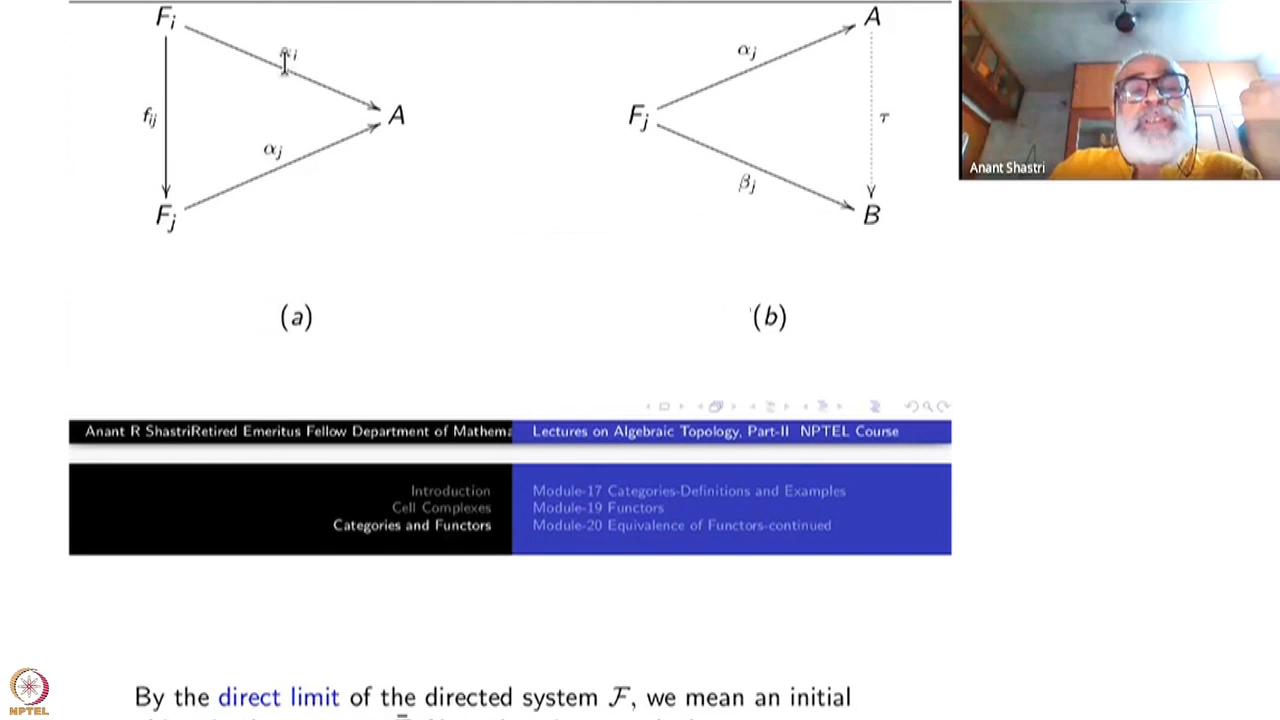 F_i
α_i
A
f_ij
α_j
F_j
(a)
A
α_j
F_j
τ
β_j
B
(b)
Anant Shastri
Anant R ShastriRetired Emeritus Fellow Department of Mathema
Lectures on Algebraic Topology, Part-II NPTEL Course
Introduction
Cell Complexes
Categories and Functors
Module-17 Categories-Definitions and Examples
Module-19 Functors
Module-20 Equivalence of Functors-continued
By the direct limit of the directed system ℱ, we mean an initial
NPTEL